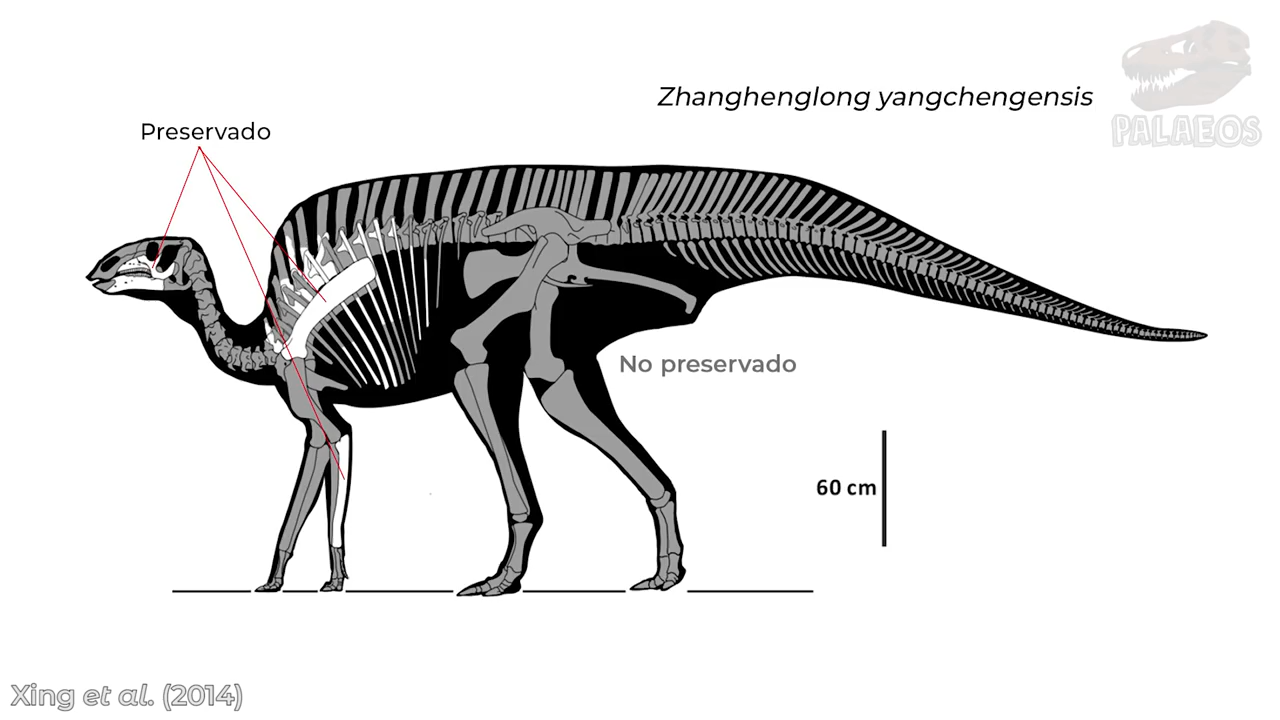 Zhanghenglong yangchengensis
PALAEOS
Preservado
No preservado
60 cm
Xing et al. (2014)